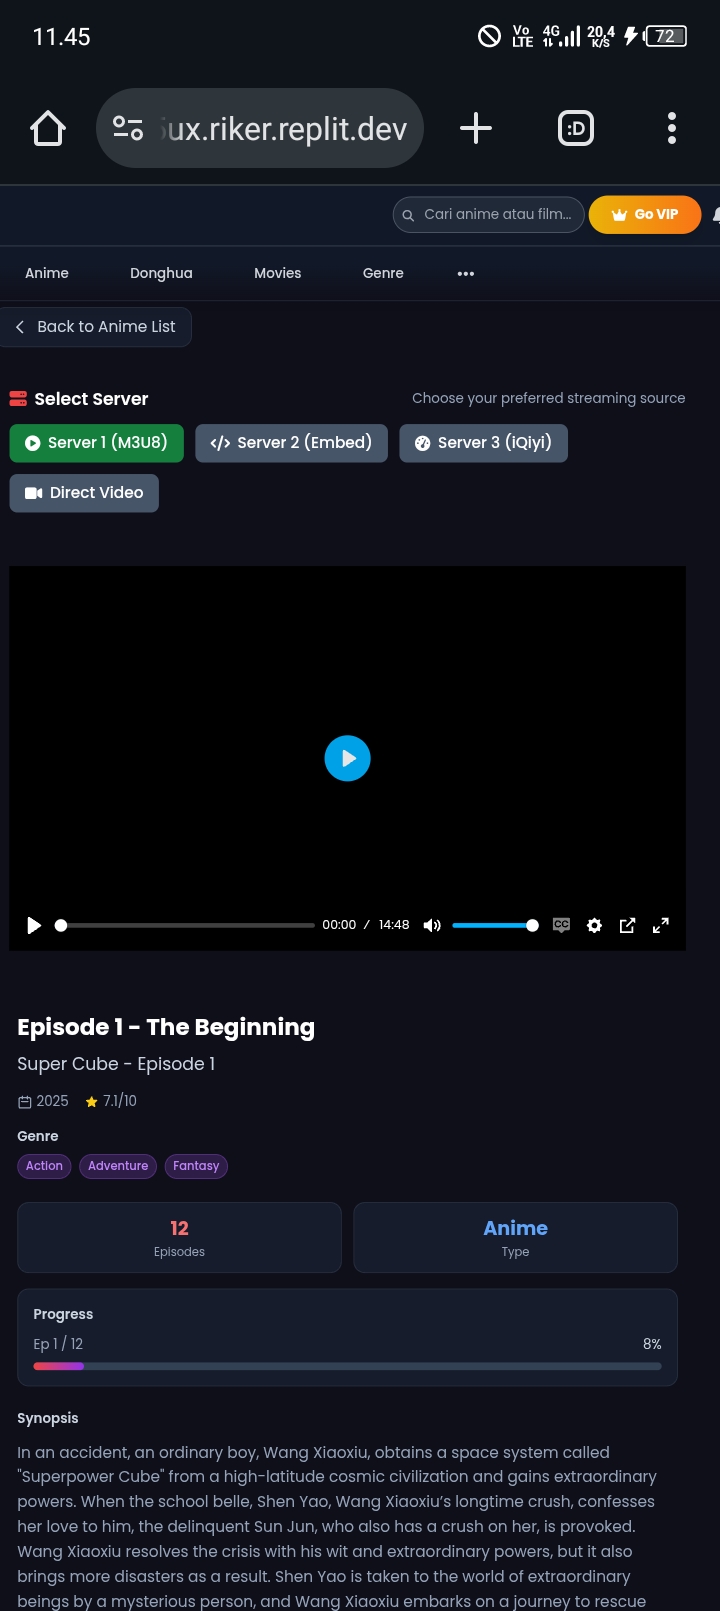 11.45
Vo LTE 4G 20,4 K/S 72
ux.riker.replit.dev
:D
Cari anime atau film...
Go VIP
Anime Donghua Movies Genre •••
Back to Anime List
Select Server
Choose your preferred streaming source
Server 1 (M3U8) Server 2 (Embed) Server 3 (iQiyi)
Direct Video
00:00 / 14:48
CC
Episode 1 - The Beginning
Super Cube - Episode 1
2025 7.1/10
Genre
Action Adventure Fantasy
12 Anime
Episodes Type
Progress
Ep 1 / 12 8%
Synopsis
In an accident, an ordinary boy, Wang Xiaoxiu, obtains a space system called
"Superpower Cube" from a high-latitude cosmic civilization and gains extraordinary
powers. When the school belle, Shen Yao, Wang Xiaoxiu’s longtime crush, confesses
her love to him, the delinquent Sun Jun, who also has a crush on her, is provoked.
Wang Xiaoxiu resolves the crisis with his wit and extraordinary powers, but it also
brings more disasters as a result. Shen Yao is taken to the world of extraordinary
beings by a mysterious person, and Wang Xiaoxiu embarks on a journey to rescue